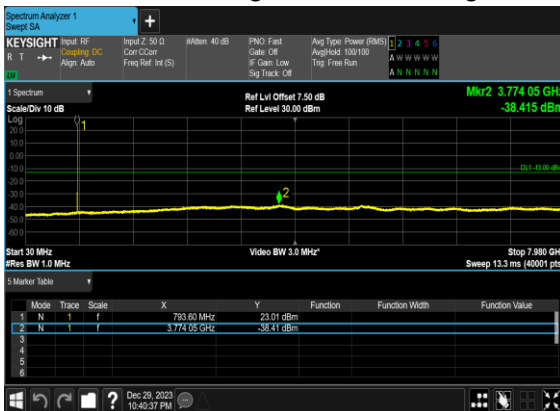 Spectrum Analyzer 1
Swept SA
KEYSIGHT Input: RF Input Z: 50 Ω #Atten: 40 dB PNO: Fast Avg Type: Power (RMS) 1 2 3 4 5 6
R T Coupling: DC Corr CCorr Gate: Off Avg|Hold: 100/100 A W W W W W
Align: Auto Freq Ref: Int (S) IF Gain: Low Trig: Free Run
LV Sig Track: Off A N N N N N
1 Spectrum Ref Lvl Offset 7.50 dB Mkr2 3.774 05 GHz
Scale/Div 10 dB Ref Level 30.00 dBm -38.415 dBm
Log
20.0 1
10.0
0.00
-10.0 DL1 -13.00 dBm
-20.0
-30.0 2
-40.0
-50.0
-60.0
Start 30 MHz Video BW 3.0 MHz* Stop 7.980 GHz
#Res BW 1.0 MHz Sweep 13.3 ms (40001 pts)
5 Marker Table
Mode Trace Scale X Y Function Function Width Function Value
1 N 1 f 793.60 MHz 23.01 dBm
2 N 1 f 3.774 05 GHz -38.41 dBm
3
4
5
6
? Dec 29, 2023
10:40:37 PM